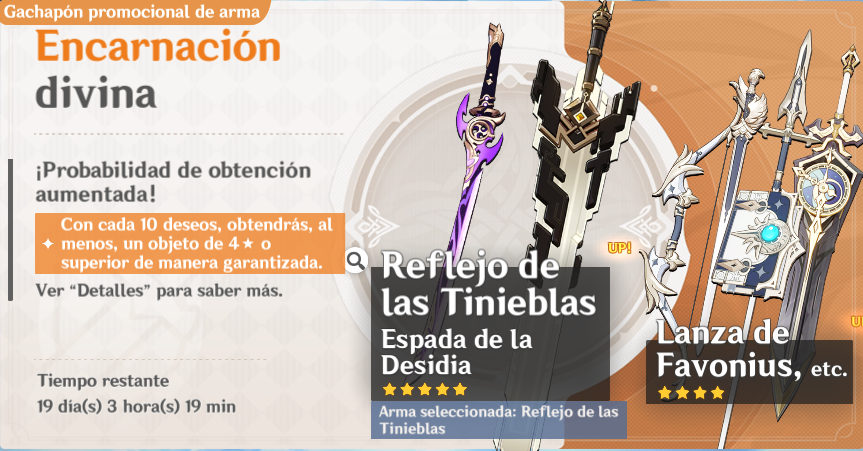 Gachapón promocional de arma
Encarnación
divina
¡Probabilidad de obtención
aumentada!
Con cada 10 deseos, obtendrás, al
menos, un objeto de 4★ o
superior de manera garantizada.
Ver “Detalles” para saber más.
Tiempo restante
19 día(s) 3 hora(s) 19 min
UP!
Reflejo de
las Tinieblas
Espada de la
Desidia
Arma seleccionada: Reflejo de las
Tinieblas
Lanza de
Favonius, etc.